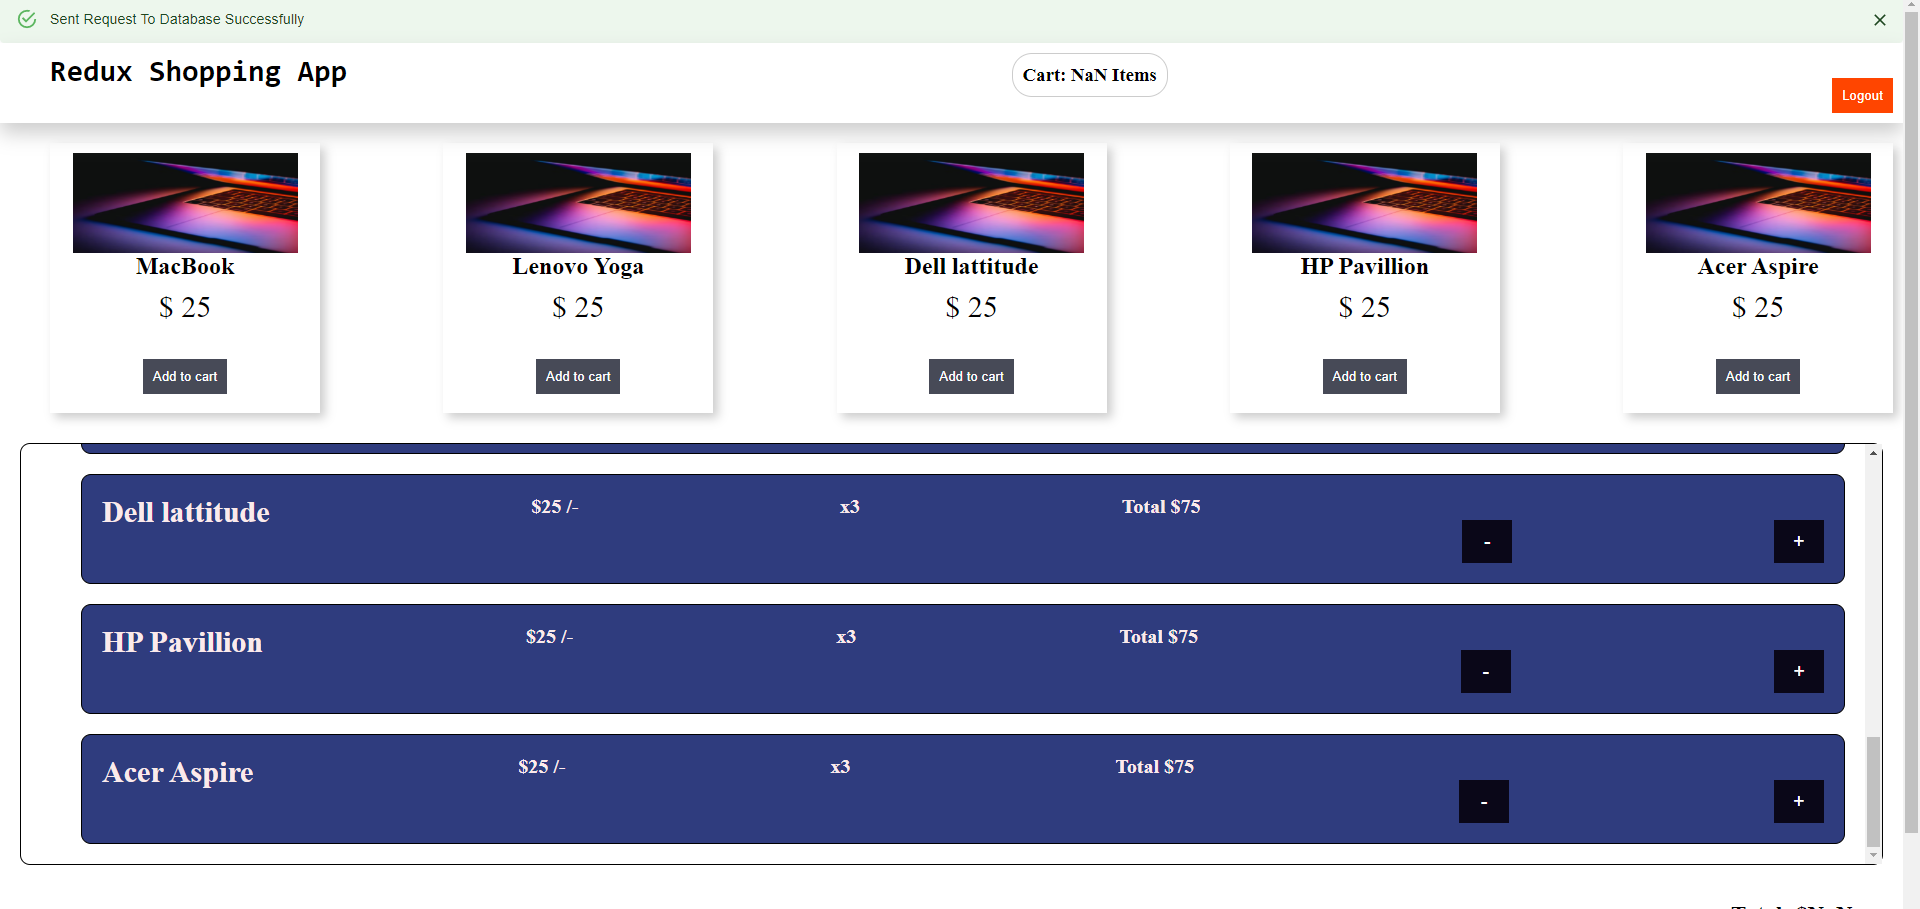 Sent Request To Database Successfully
Redux Shopping App
Cart: NaN Items
Logout
MacBook
$ 25
Add to cart
Lenovo Yoga
$ 25
Add to cart
Dell lattitude
$ 25
Add to cart
HP Pavillion
$ 25
Add to cart
Acer Aspire
$ 25
Add to cart
Dell lattitude $25 /- x3 Total $75
- +
HP Pavillion $25 /- x3 Total $75
- +
Acer Aspire $25 /- x3 Total $75
- +